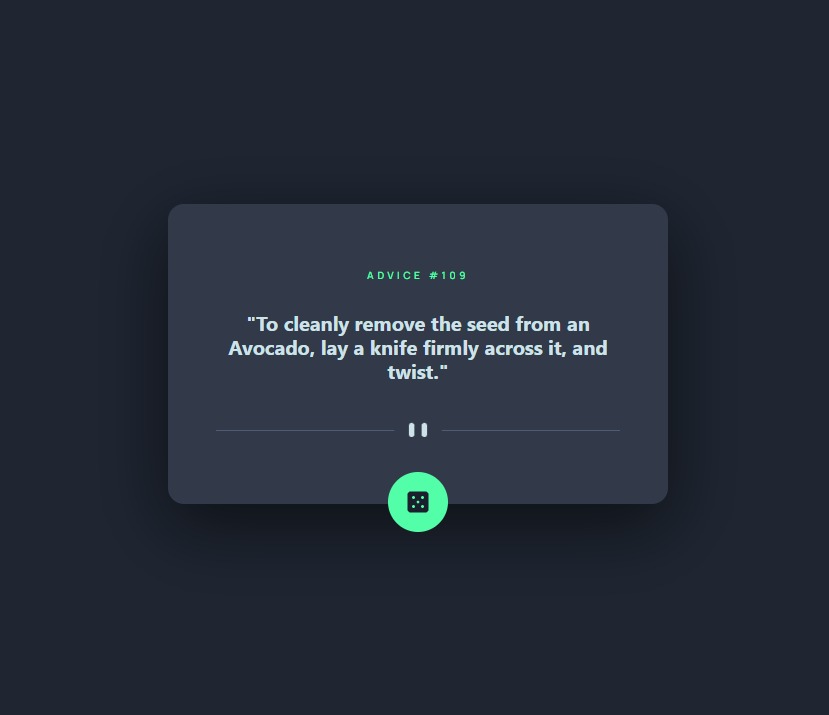 ADVICE #109
"To cleanly remove the seed from an
Avocado, lay a knife firmly across it, and
twist."